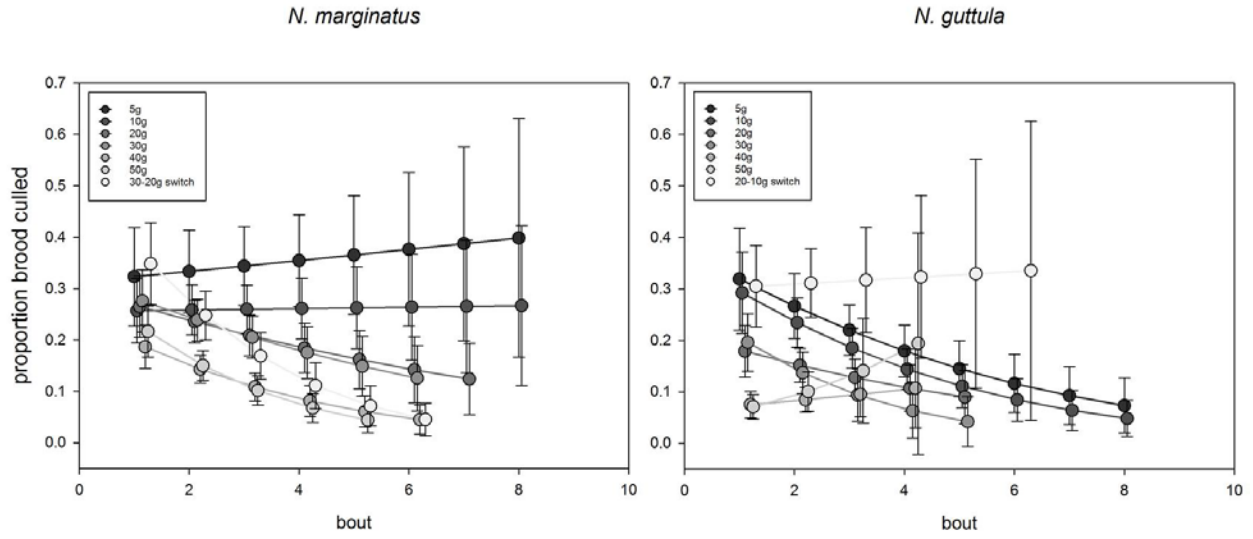 N. marginatus
N. guttula
proportion brood culled
0.7
0.6
0.5
0.4
0.3
0.2
0.1
0.0
5g
10g
20g
30g
40g
50g
30-20g switch
0
2
4
6
8
10
bout
0.7
0.6
0.5
0.4
0.3
0.2
0.1
0.0
5g
10g
20g
30g
40g
50g
20-10g switch
0
2
4
6
8
10
bout